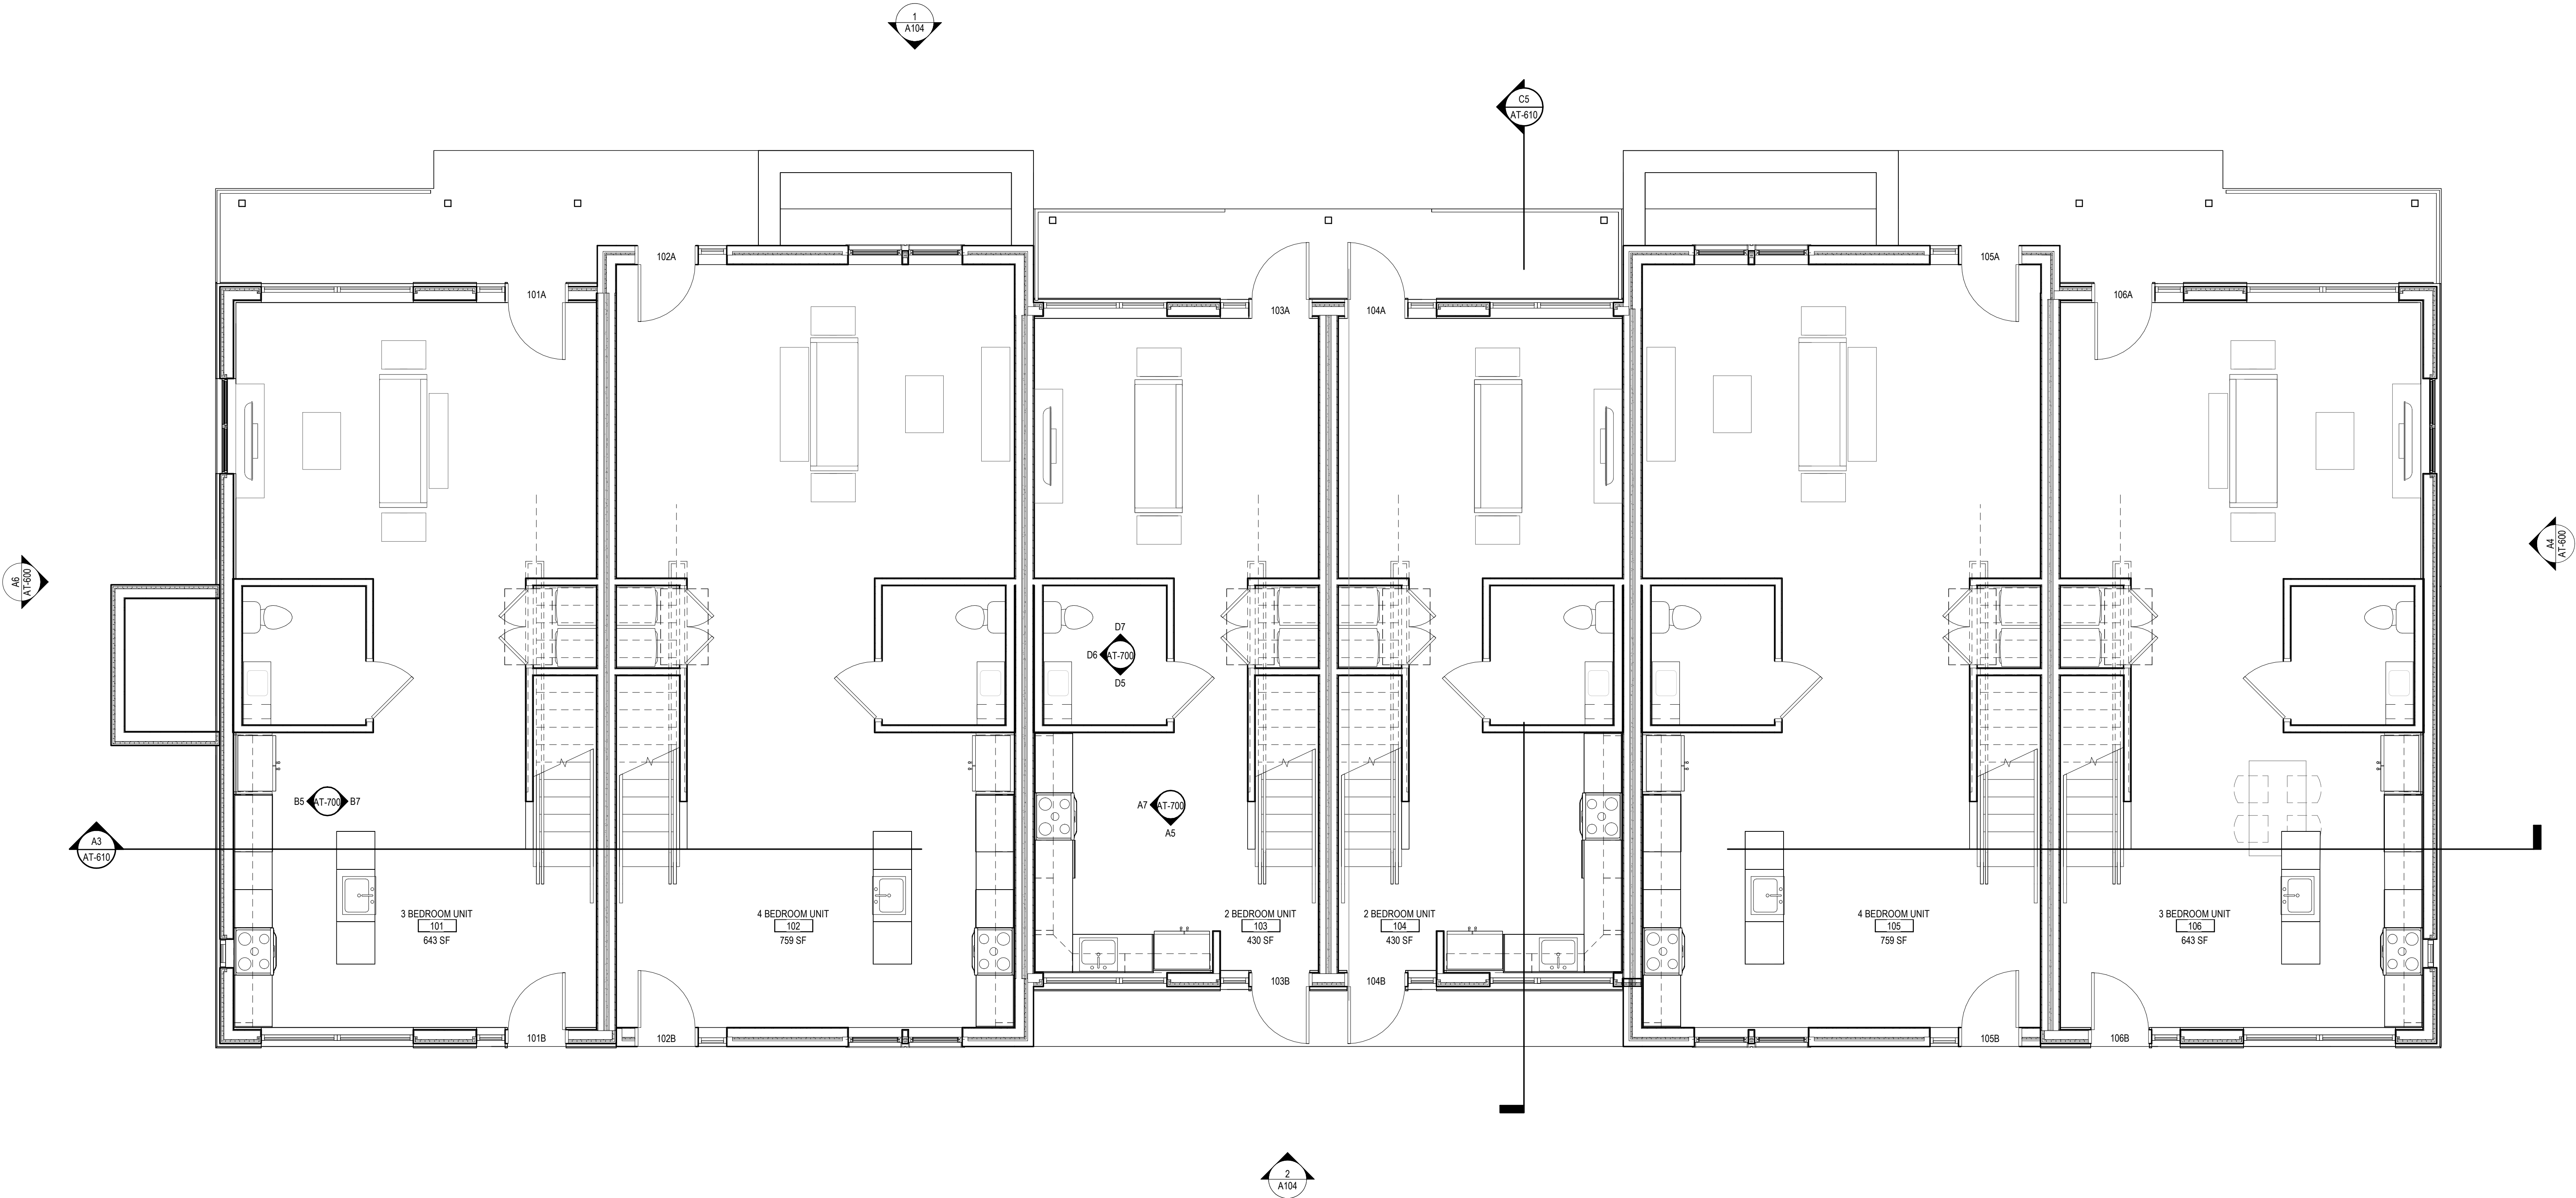 1
A104
C5
AT-610
102A
105A
101A
106A
103A
104A
A6
AT-600
A4
AT-600
D7
D6
AT-700
D5
B5
AT-700
B7
A7
AT-700
A5
A3
AT-610
3 BEDROOM UNIT
101
643 SF
4 BEDROOM UNIT
102
759 SF
2 BEDROOM UNIT
103
430 SF
2 BEDROOM UNIT
104
430 SF
4 BEDROOM UNIT
105
759 SF
3 BEDROOM UNIT
106
643 SF
103B
104B
101B
102B
105B
106B
2
A104